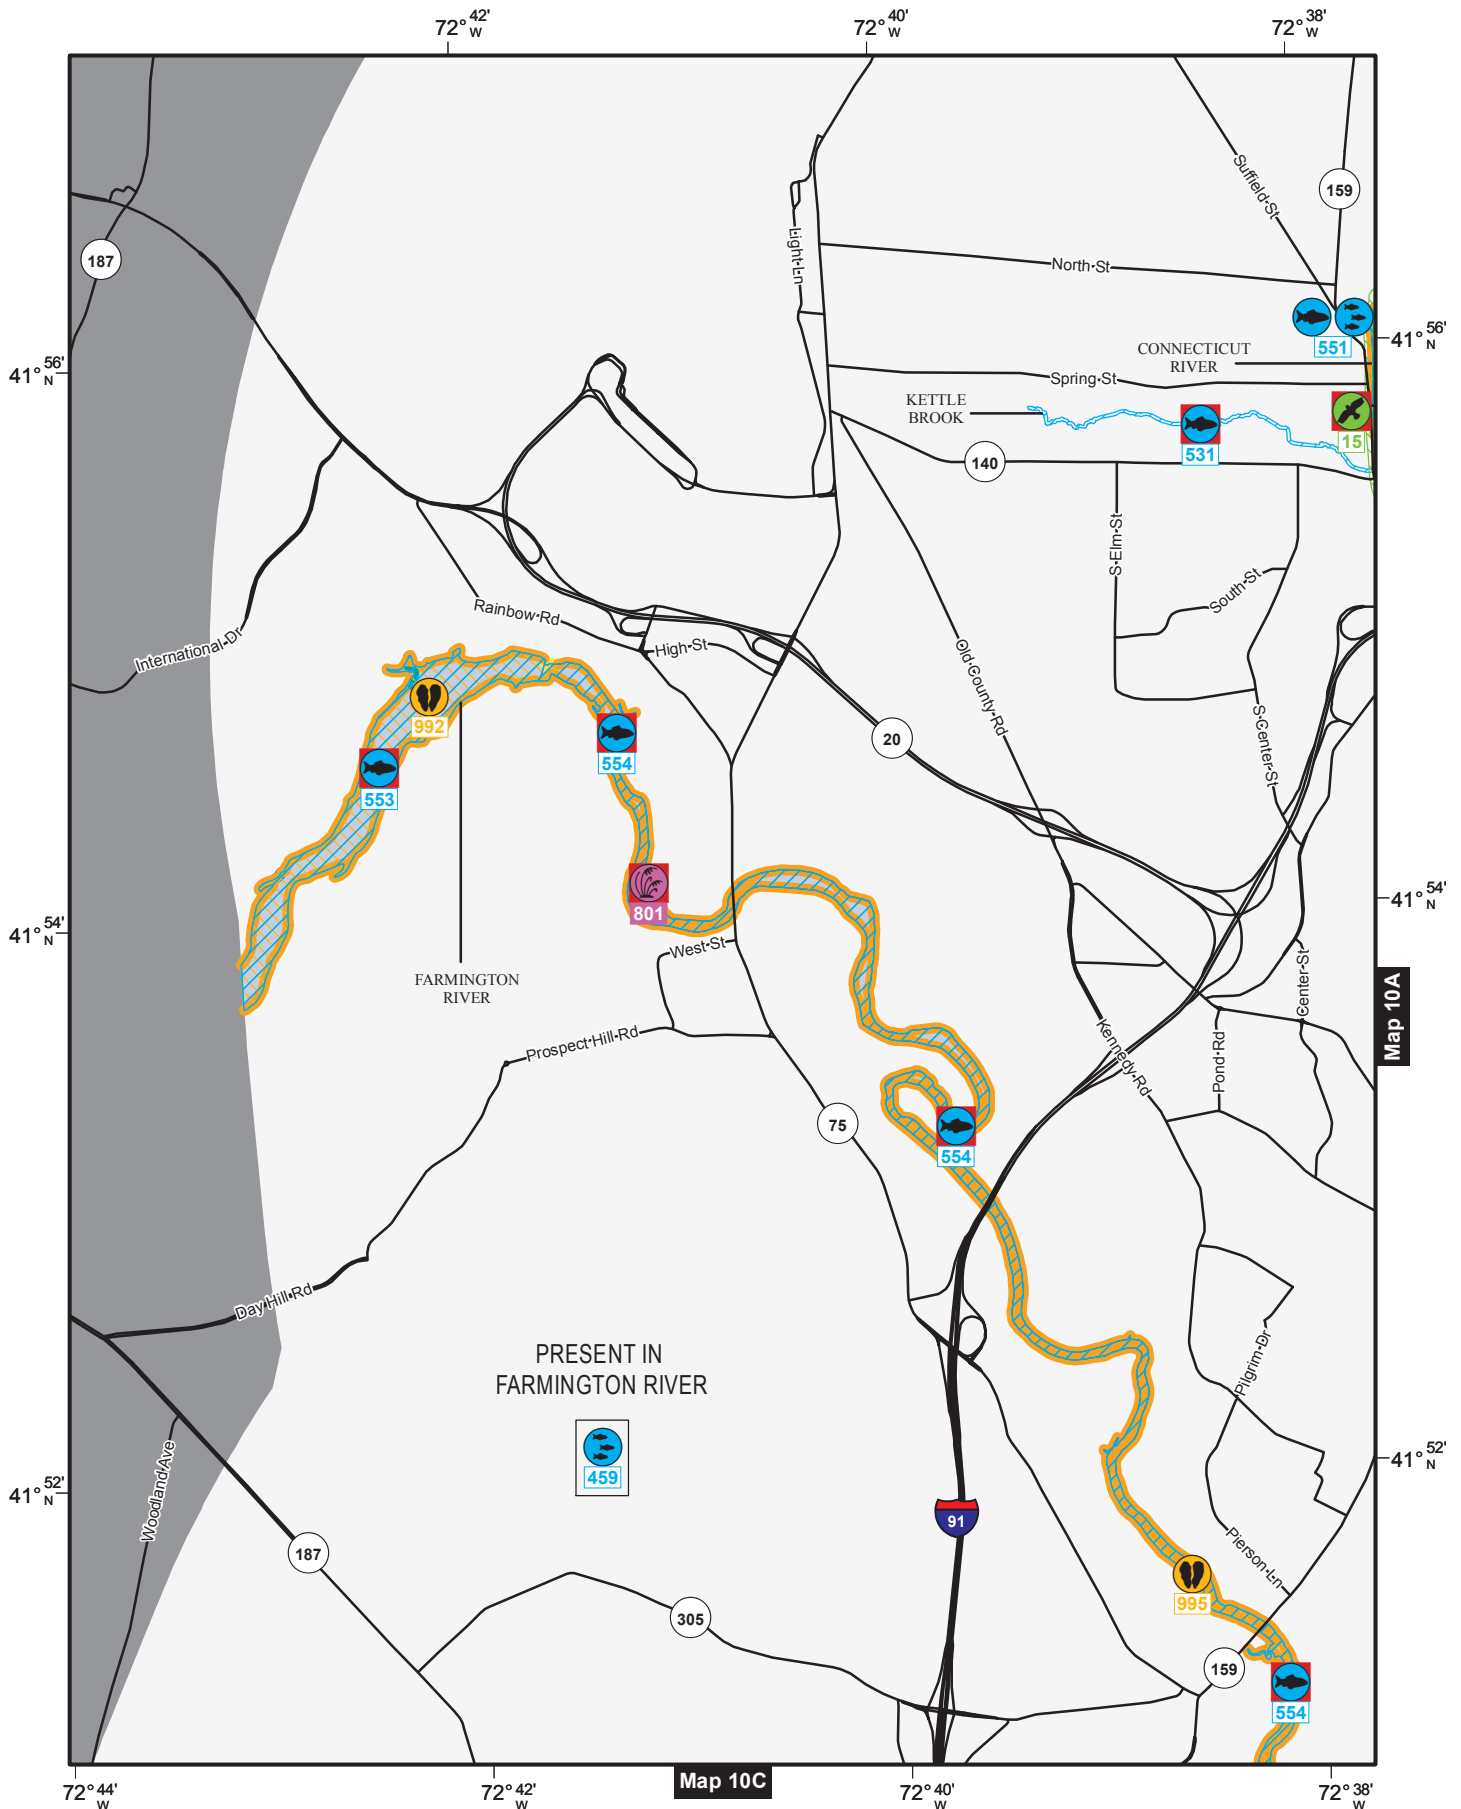 72° 42' W
72° 40' W
72° 38' W
Suffield St
159
187
Light Ln
North St
551
CONNECTICUT
RIVER
41° 56' N
41° 56' N
Spring St
KETTLE
BROOK
531
15
140
S Elm St
South St
Rainbow Rd
International Dr
High St
Old County Rd
992
S Center St
20
554
553
801
41° 54' N
41° 54' N
West St
FARMINGTON
RIVER
Center St
Map 10A
Prospect Hill Rd
Kennedy Rd
Pond Rd
75
554
Day Hill Rd
PRESENT IN
FARMINGTON RIVER
Pilgrim Dr
459
41° 52' N
41° 52' N
Woodland Ave
91
187
Pierson Ln
995
305
159
554
72° 44' W
72° 42' W
Map 10C
72° 40' W
72° 38' W